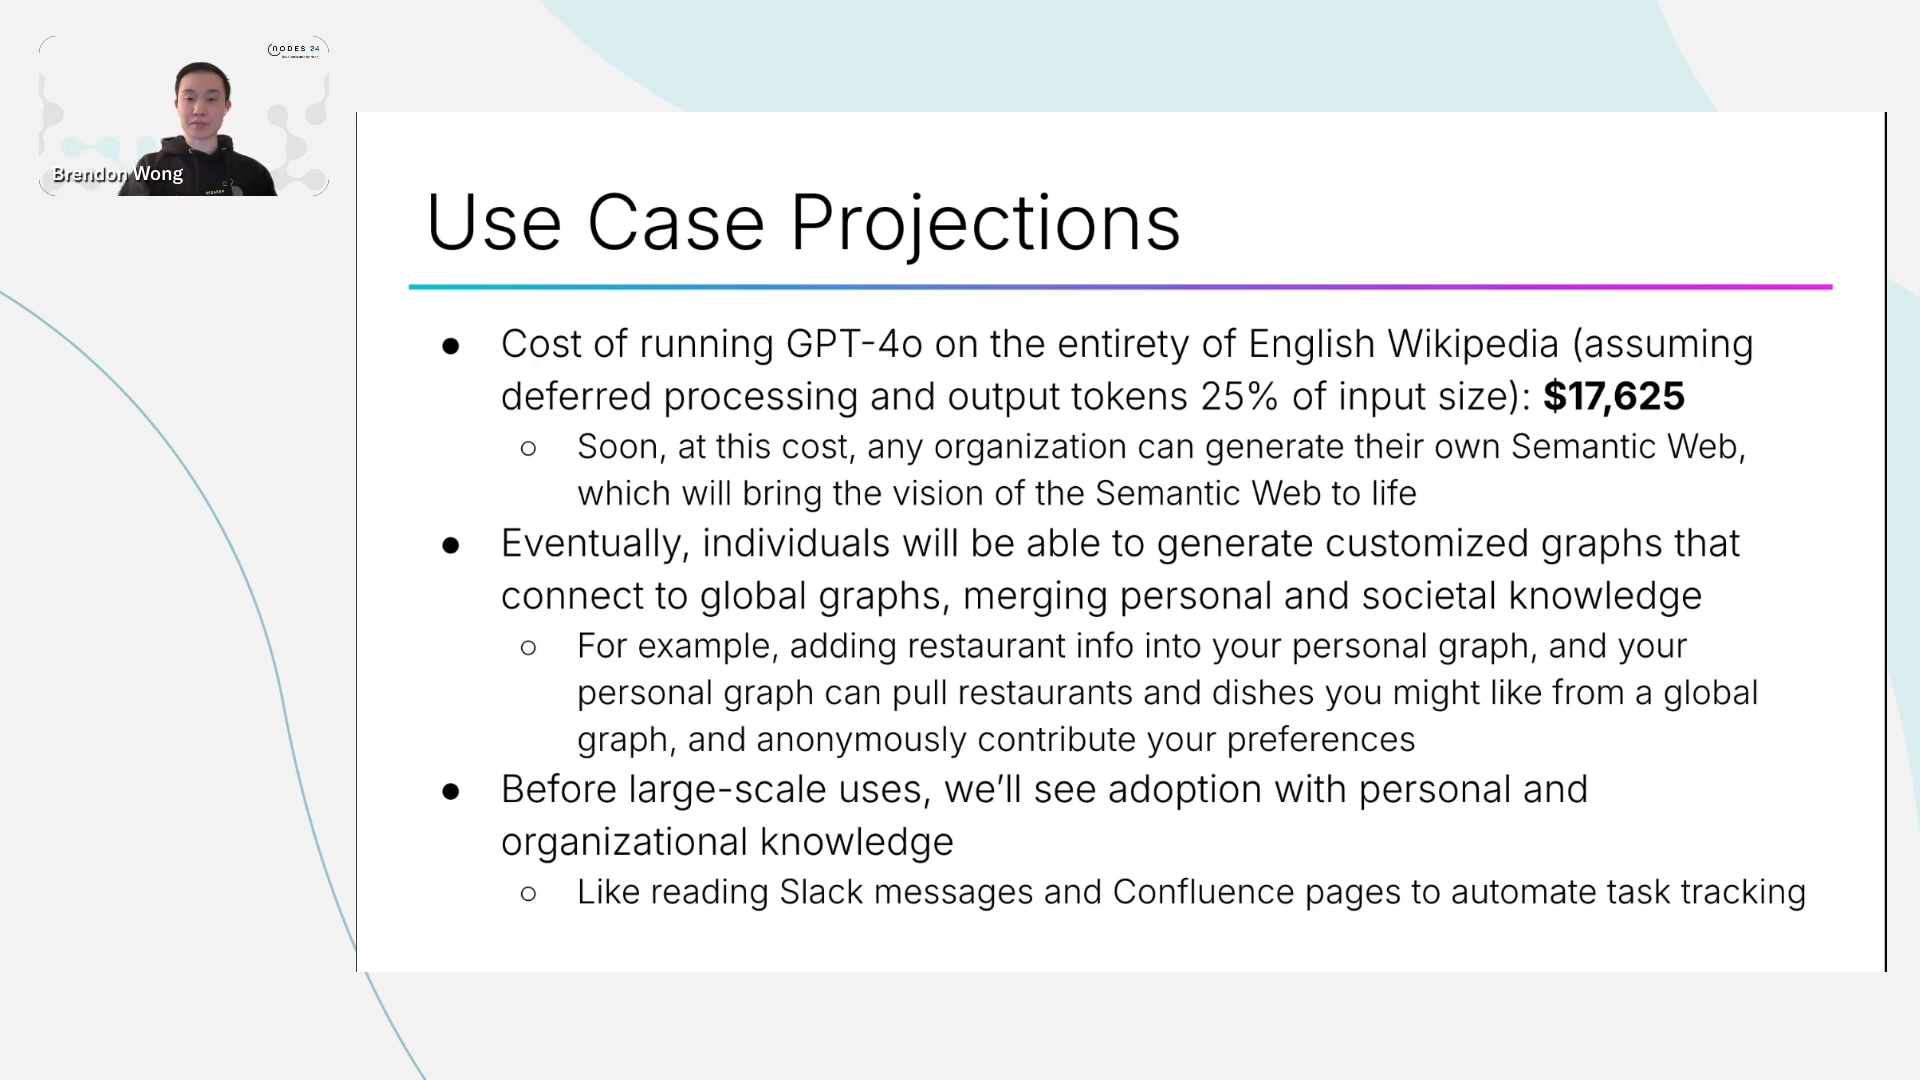 NODES 24
Brendon Wong
Use Case Projections
● Cost of running GPT-4o on the entirety of English Wikipedia (assuming
deferred processing and output tokens 25% of input size): $17,625
○ Soon, at this cost, any organization can generate their own Semantic Web,
which will bring the vision of the Semantic Web to life
● Eventually, individuals will be able to generate customized graphs that
connect to global graphs, merging personal and societal knowledge
○ For example, adding restaurant info into your personal graph, and your
personal graph can pull restaurants and dishes you might like from a global
graph, and anonymously contribute your preferences
● Before large-scale uses, we’ll see adoption with personal and
organizational knowledge
○ Like reading Slack messages and Confluence pages to automate task tracking